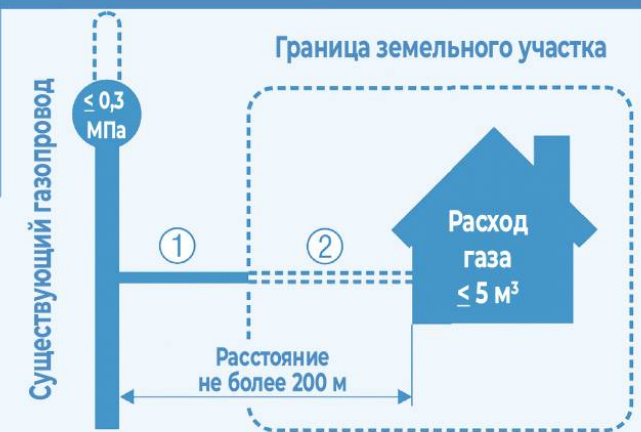 Граница земельного участка
Существующий газопровод
≤ 0,3
МПа
1
2
Расход
газа
≤ 5 м³
Расстояние
не более 200 м